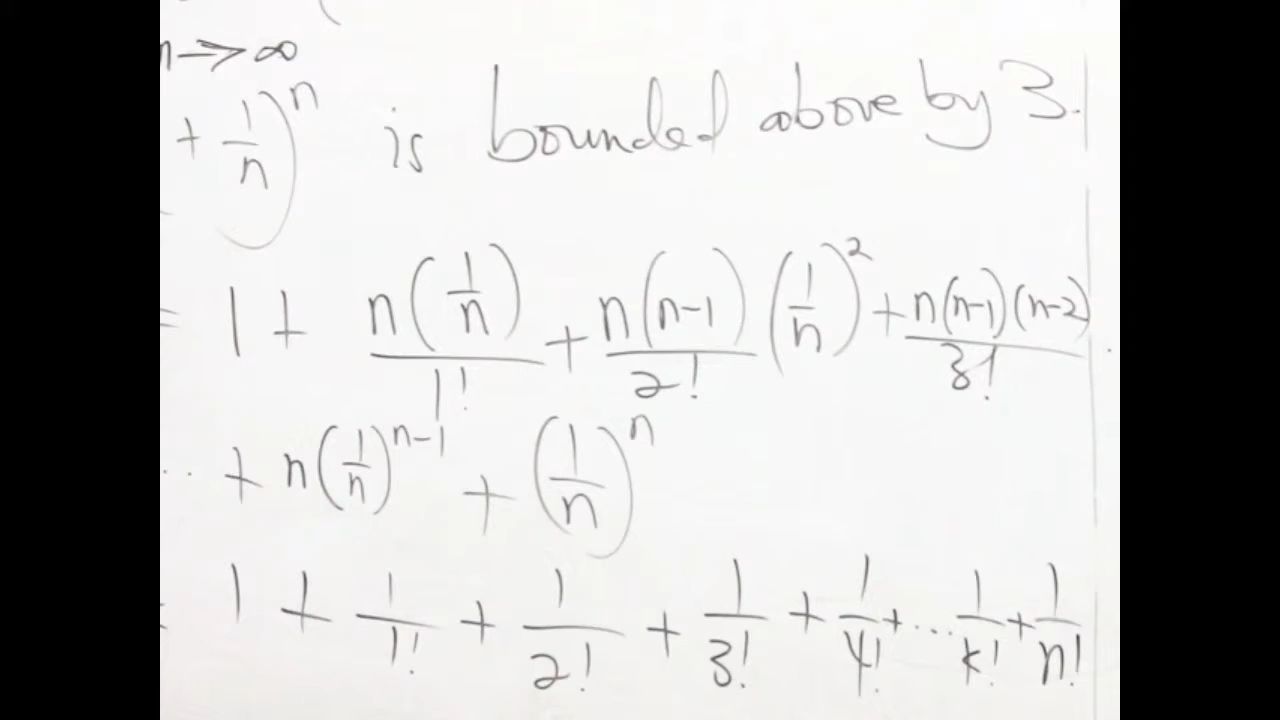 n → ∞
+ 1/n)^n is bounded above by 3.
= 1 + n(1/n)/1! + n(n-1)/2! (1/n)^2 + n(n-1)(n-2)/3!
.. + n(1/n)^(n-1) + (1/n)^n
1 + 1/1! + 1/2! + 1/3! + 1/4! + ... 1/k! + 1/n!